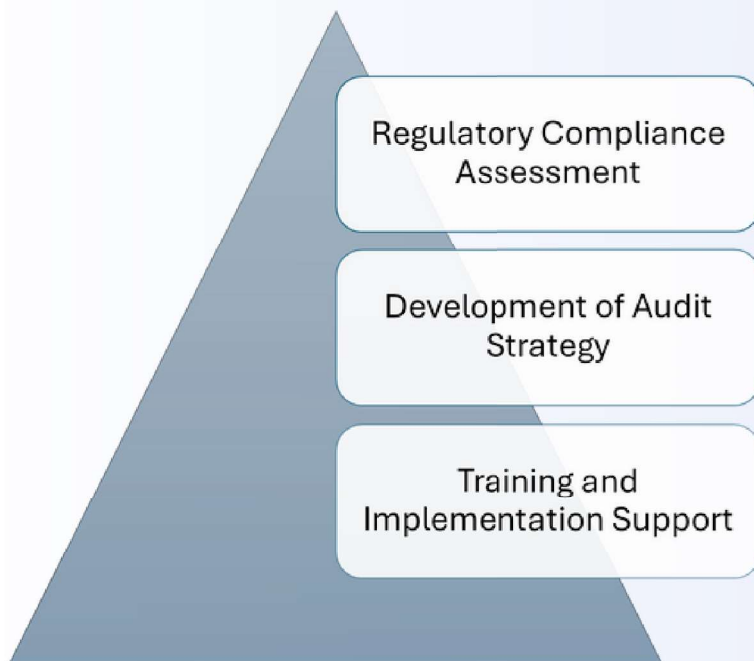 Regulatory Compliance
Assessment
Development of Audit
Strategy
Training and
Implementation Support